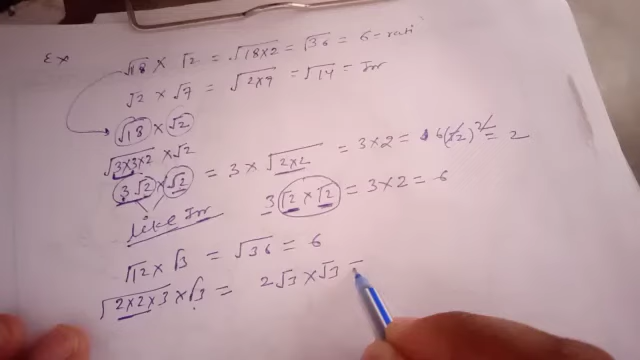 Ex √18 × √2 = √18×2 = √36 = 6 = rati
√2 × √7 = √2×7 = √14 = Irr
√18 × √2
√3×3×2 × √2
3√2 × √2 = 3 × √2×2 = 3×2 = 6 (√2)² = 2
3 √2 × √2 = 3×2 = 6
like Irr
√12 × √3 = √36 = 6
√2×2×3 × √3 = 2√3 × √3 =